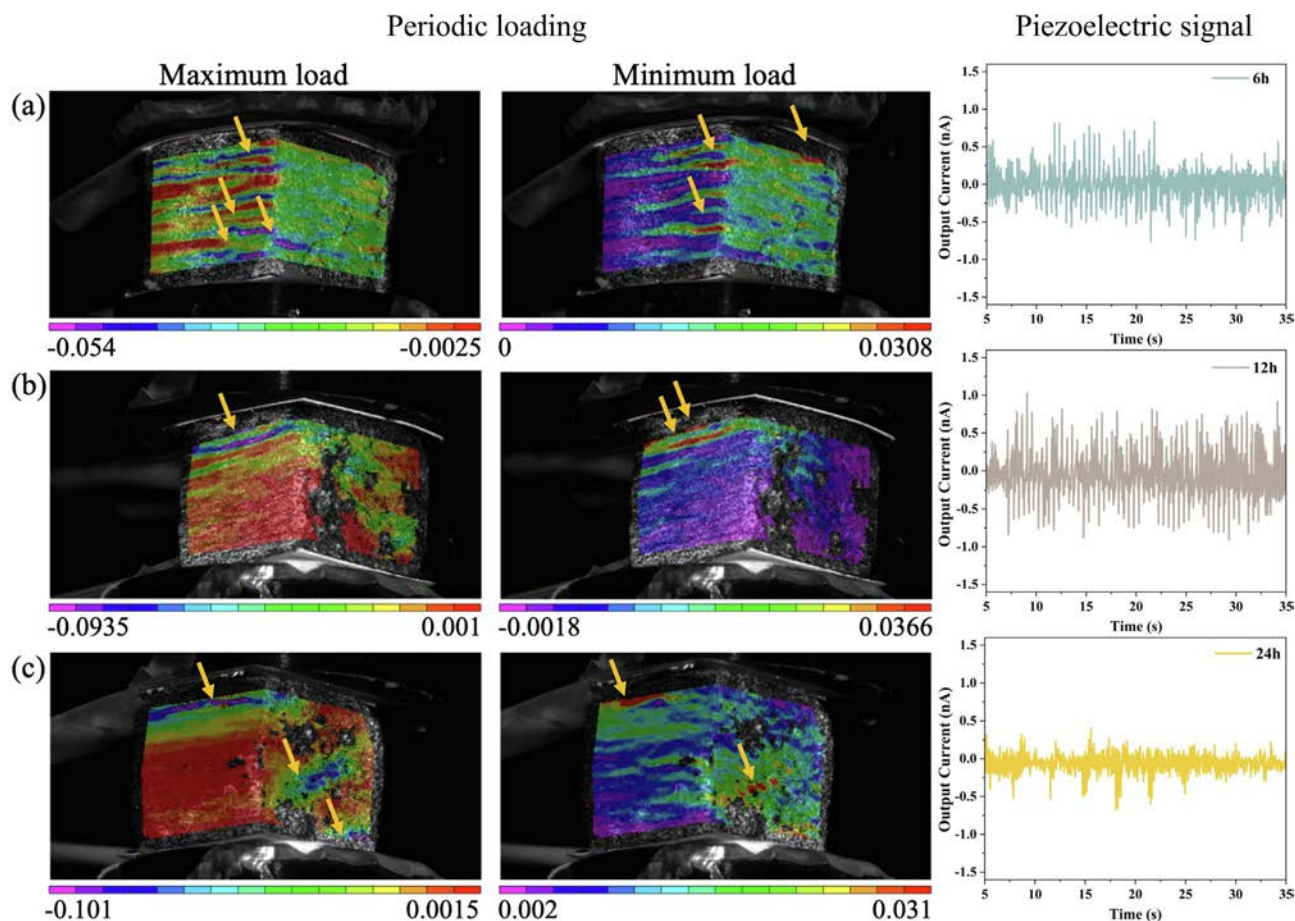 Periodic loading
Piezoelectric signal
Maximum load
Minimum load
(a)
-0.054
-0.0025
0
0.0308
6h
Output Current (nA)
1.5
1.0
0.5
0.0
-0.5
-1.0
-1.5
5 10 15 20 25 30 35
Time (s)
(b)
-0.0935
0.001
-0.0018
0.0366
12h
Output Current (nA)
1.5
1.0
0.5
0.0
-0.5
-1.0
-1.5
5 10 15 20 25 30 35
Time (s)
(c)
-0.101
0.0015
0.002
0.031
24h
Output Current (nA)
1.5
1.0
0.5
0.0
-0.5
-1.0
-1.5
5 10 15 20 25 30 35
Time (s)